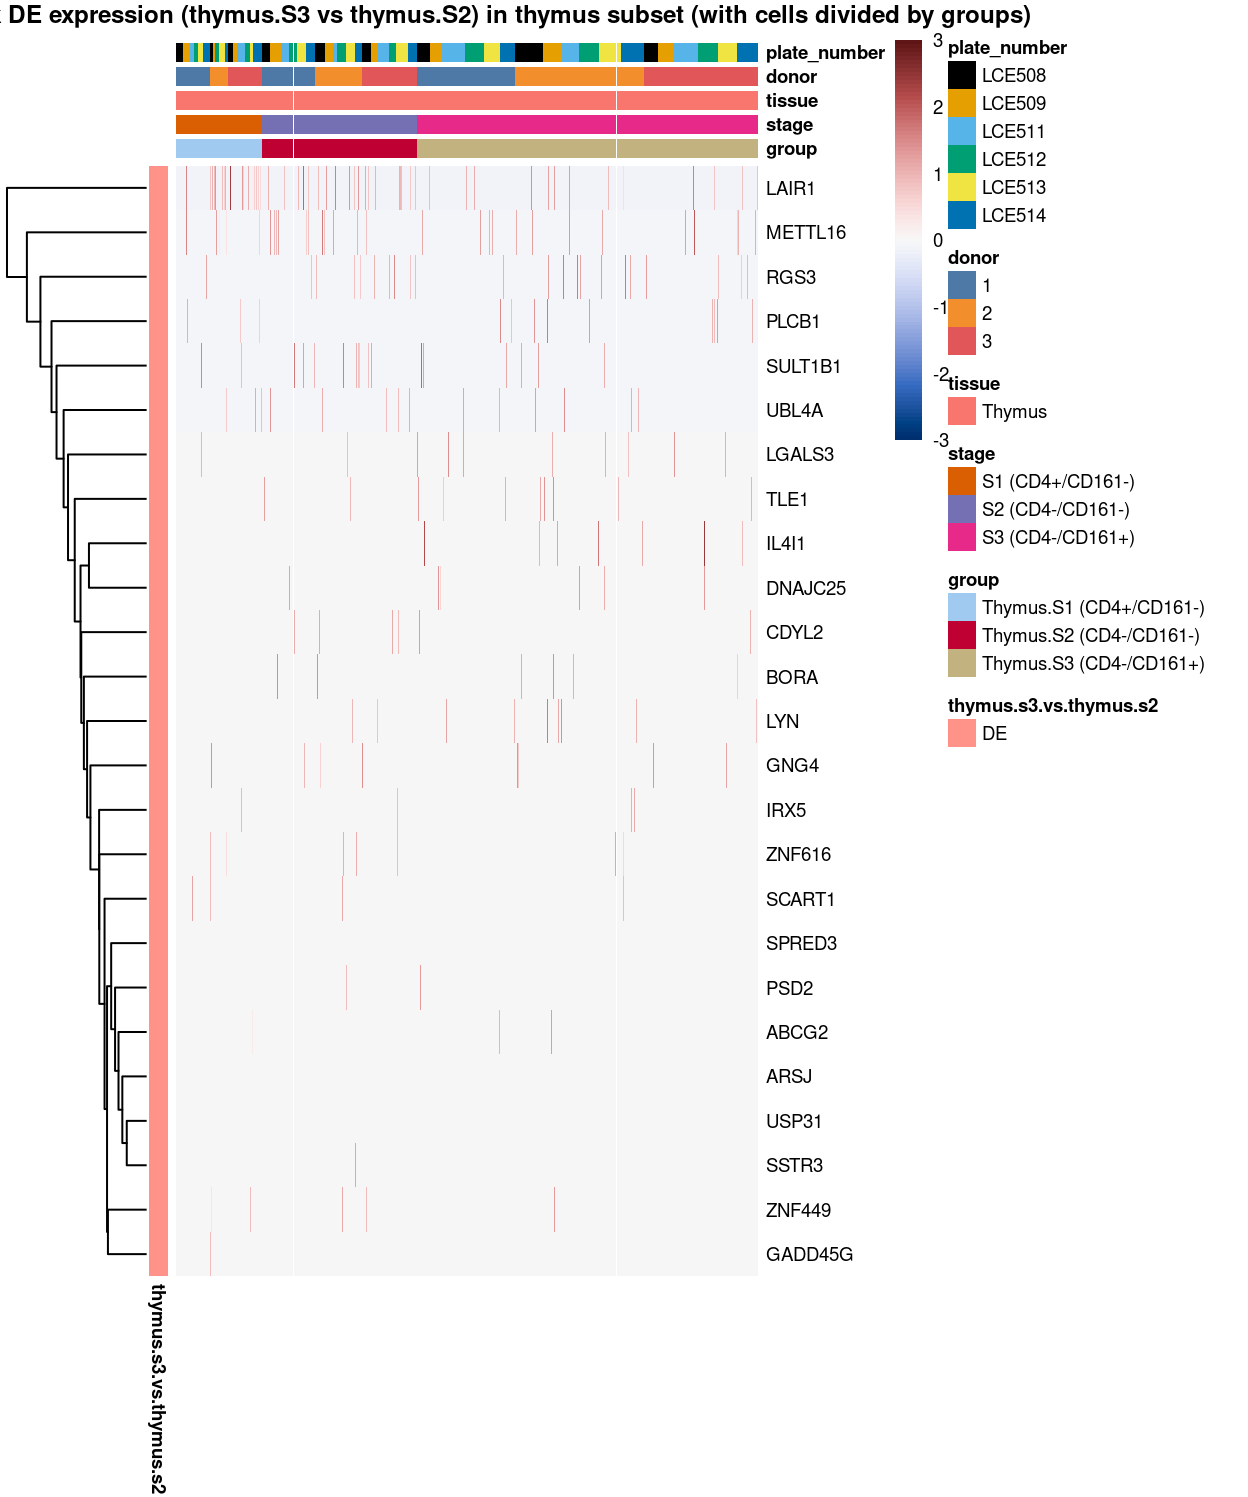 DE expression (thymus.S3 vs thymus.S2) in thymus subset (with cells divided by groups)
plate_number
donor
tissue
stage
group
LAIR1
METTL16
RGS3
PLCB1
SULT1B1
UBL4A
LGALS3
TLE1
IL4I1
DNAJC25
CDYL2
BORA
LYN
GNG4
IRX5
ZNF616
SCART1
SPRED3
PSD2
ABCG2
ARSJ
USP31
SSTR3
ZNF449
GADD45G
thymus.s3.vs.thymus.s2
3
2
1
0
-1
-2
-3
plate_number
LCE508
LCE509
LCE511
LCE512
LCE513
LCE514
donor
1
2
3
tissue
Thymus
stage
S1 (CD4+/CD161-)
S2 (CD4-/CD161-)
S3 (CD4-/CD161+)
group
Thymus.S1 (CD4+/CD161-)
Thymus.S2 (CD4-/CD161-)
Thymus.S3 (CD4-/CD161+)
thymus.s3.vs.thymus.s2
DE